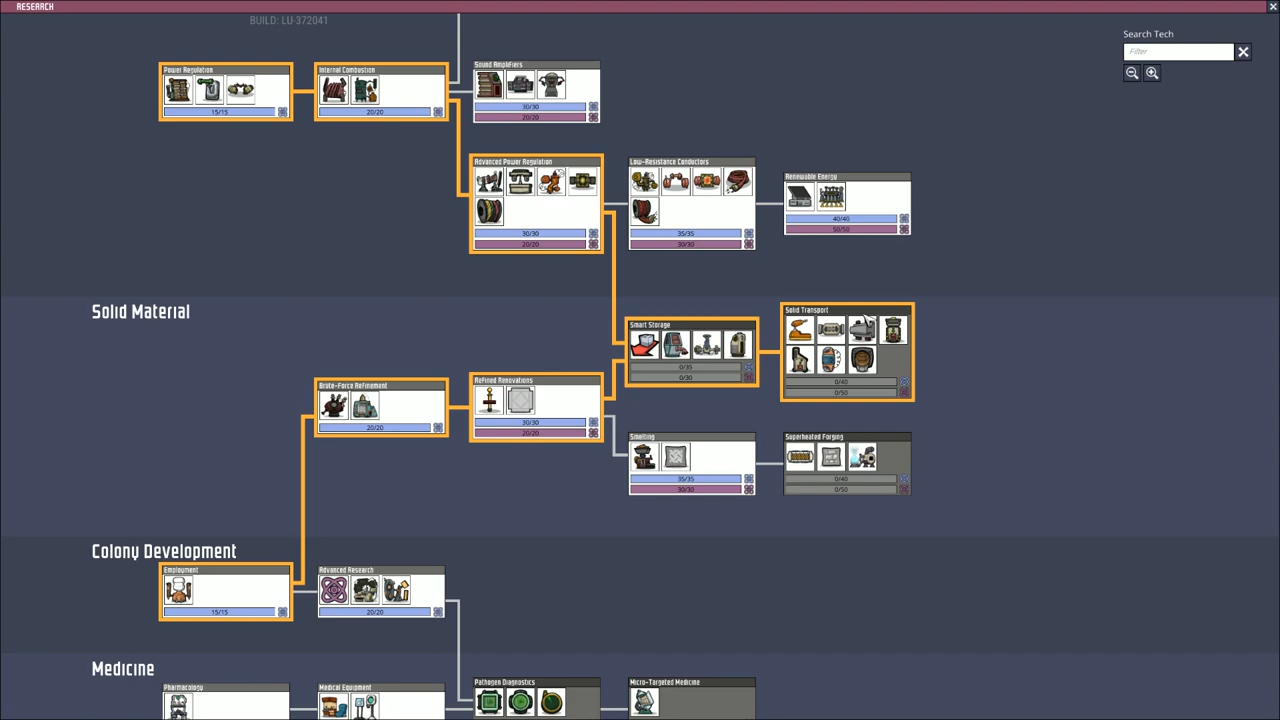 RESEARCH
BUILD: LU-372041
Search Tech
Filter
Power Regulation
15/15
Internal Combustion
20/20
Sound Amplifiers
30/30
20/20
Advanced Power Regulation
30/30
20/20
Low-Resistance Conductors
35/35
30/30
Renewable Energy
40/40
50/50
Solid Material
Smart Storage
0/35
0/30
Solid Transport
0/40
0/50
Brute-Force Refinement
20/20
Refined Renovations
30/30
20/20
Smelting
35/35
30/30
Superheated Forging
0/40
0/50
Colony Development
Employment
15/15
Advanced Research
20/20
Medicine
Pharmacology
Medical Equipment
Pathogen Diagnostics
Micro-Targeted Medicine